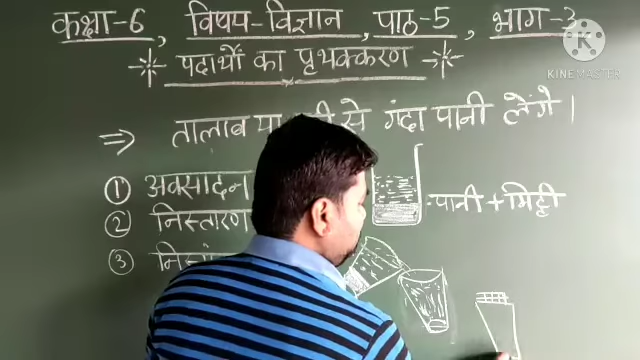 कक्षा-6, विषय-विज्ञान, पाठ-5, भाग-3
पदार्थो का पृथक्करण
⇒ तालाब या से गंदा पानी लेंगे।
① अवसादन
② निस्तारण
③
पानी + मिट्टी
KINEMASTER